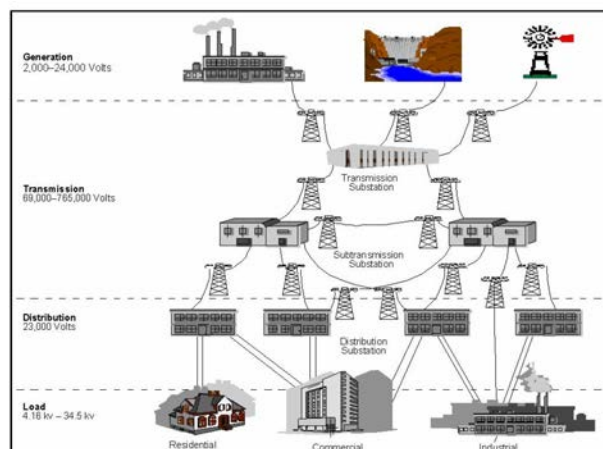 Generation
2,000–24,000 Volts
Transmission
69,000–765,000 Volts
Transmission
Substation
Subtransmission
Substation
Distribution
23,000 Volts
Distribution
Substation
Load
4.16 kv – 34.5 kv
Residential
Commercial
Industrial